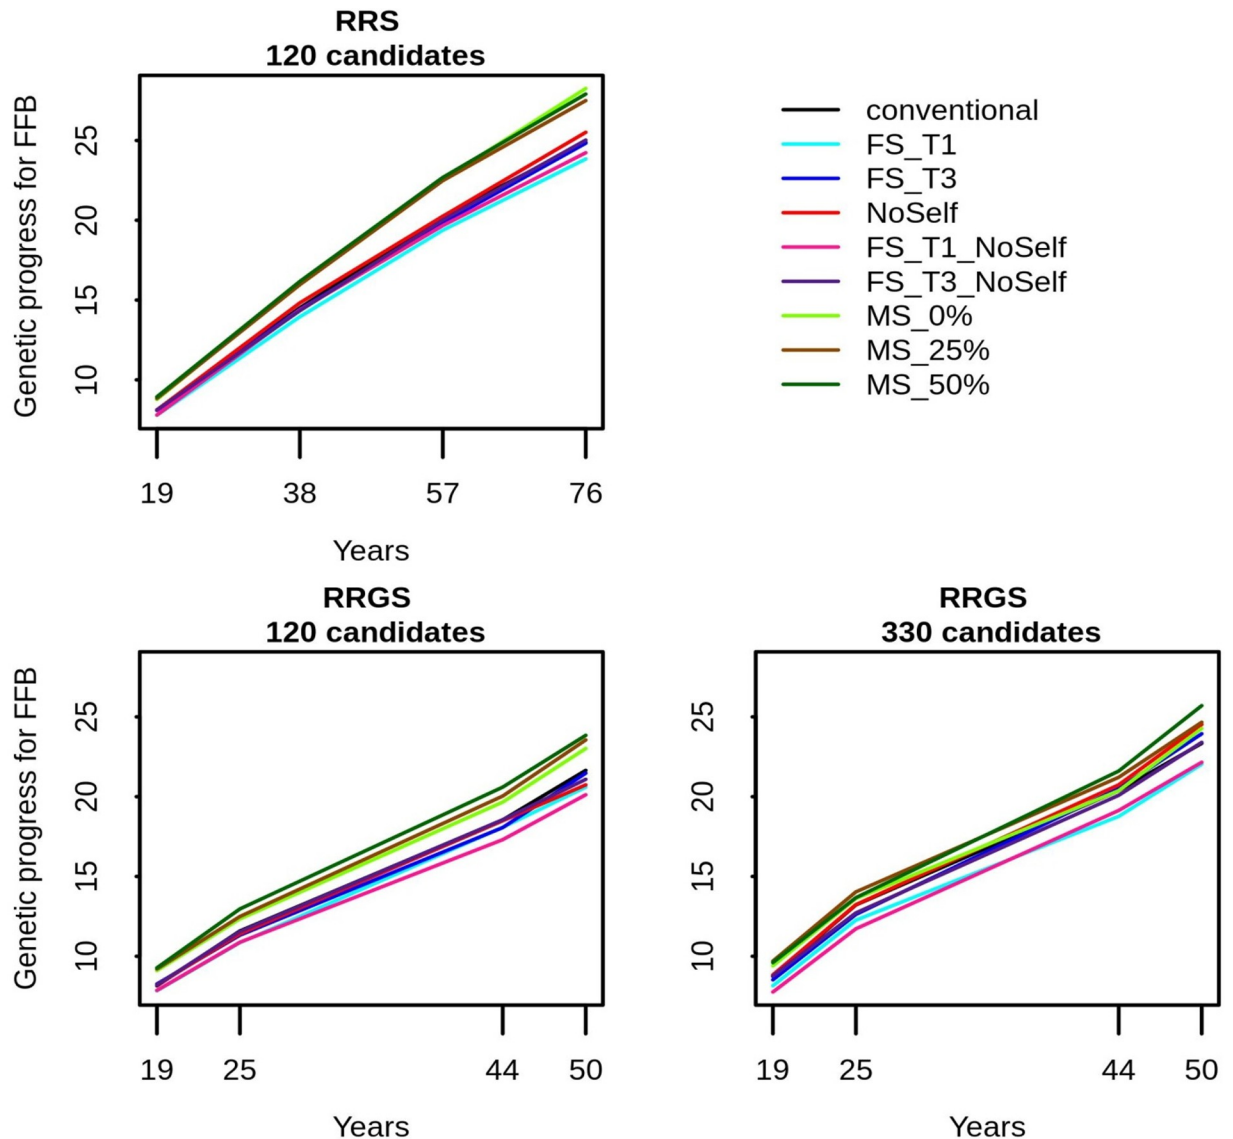 RRS
120 candidates
Genetic progress for FFB
25
20
15
10
19 38 57 76
Years
conventional
FS_T1
FS_T3
NoSelf
FS_T1_NoSelf
FS_T3_NoSelf
MS_0%
MS_25%
MS_50%
RRGS
120 candidates
Genetic progress for FFB
25
20
15
10
19 25 44 50
Years
RRGS
330 candidates
25
20
15
10
19 25 44 50
Years